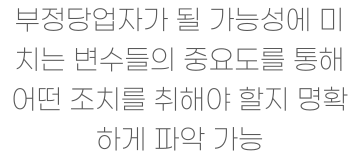 부정당업자가 될 가능성에 미
치는 변수들의 중요도를 통해
어떤 조치를 취해야 할지 명확
하게 파악 가능